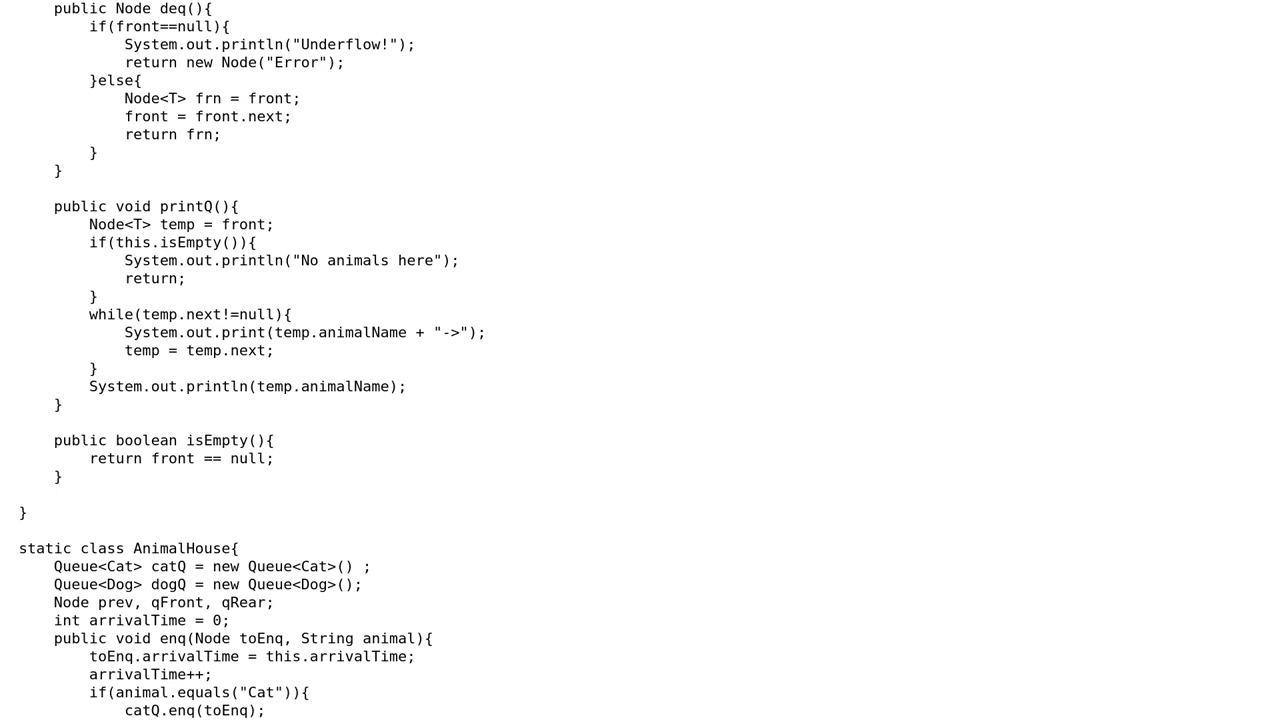 public Node deq(){
if(front==null){
System.out.println("Underflow!");
return new Node("Error");
}else{
Node<T> frn = front;
front = front.next;
return frn;
}
}
public void printQ(){
Node<T> temp = front;
if(this.isEmpty()){
System.out.println("No animals here");
return;
}
while(temp.next!=null){
System.out.print(temp.animalName + "->");
temp = temp.next;
}
System.out.println(temp.animalName);
}
public boolean isEmpty(){
return front == null;
}
}
static class AnimalHouse{
Queue<Cat> catQ = new Queue<Cat>() ;
Queue<Dog> dogQ = new Queue<Dog>();
Node prev, qFront, qRear;
int arrivalTime = 0;
public void enq(Node toEnq, String animal){
toEnq.arrivalTime = this.arrivalTime;
arrivalTime++;
if(animal.equals("Cat")){
catQ.enq(toEnq);